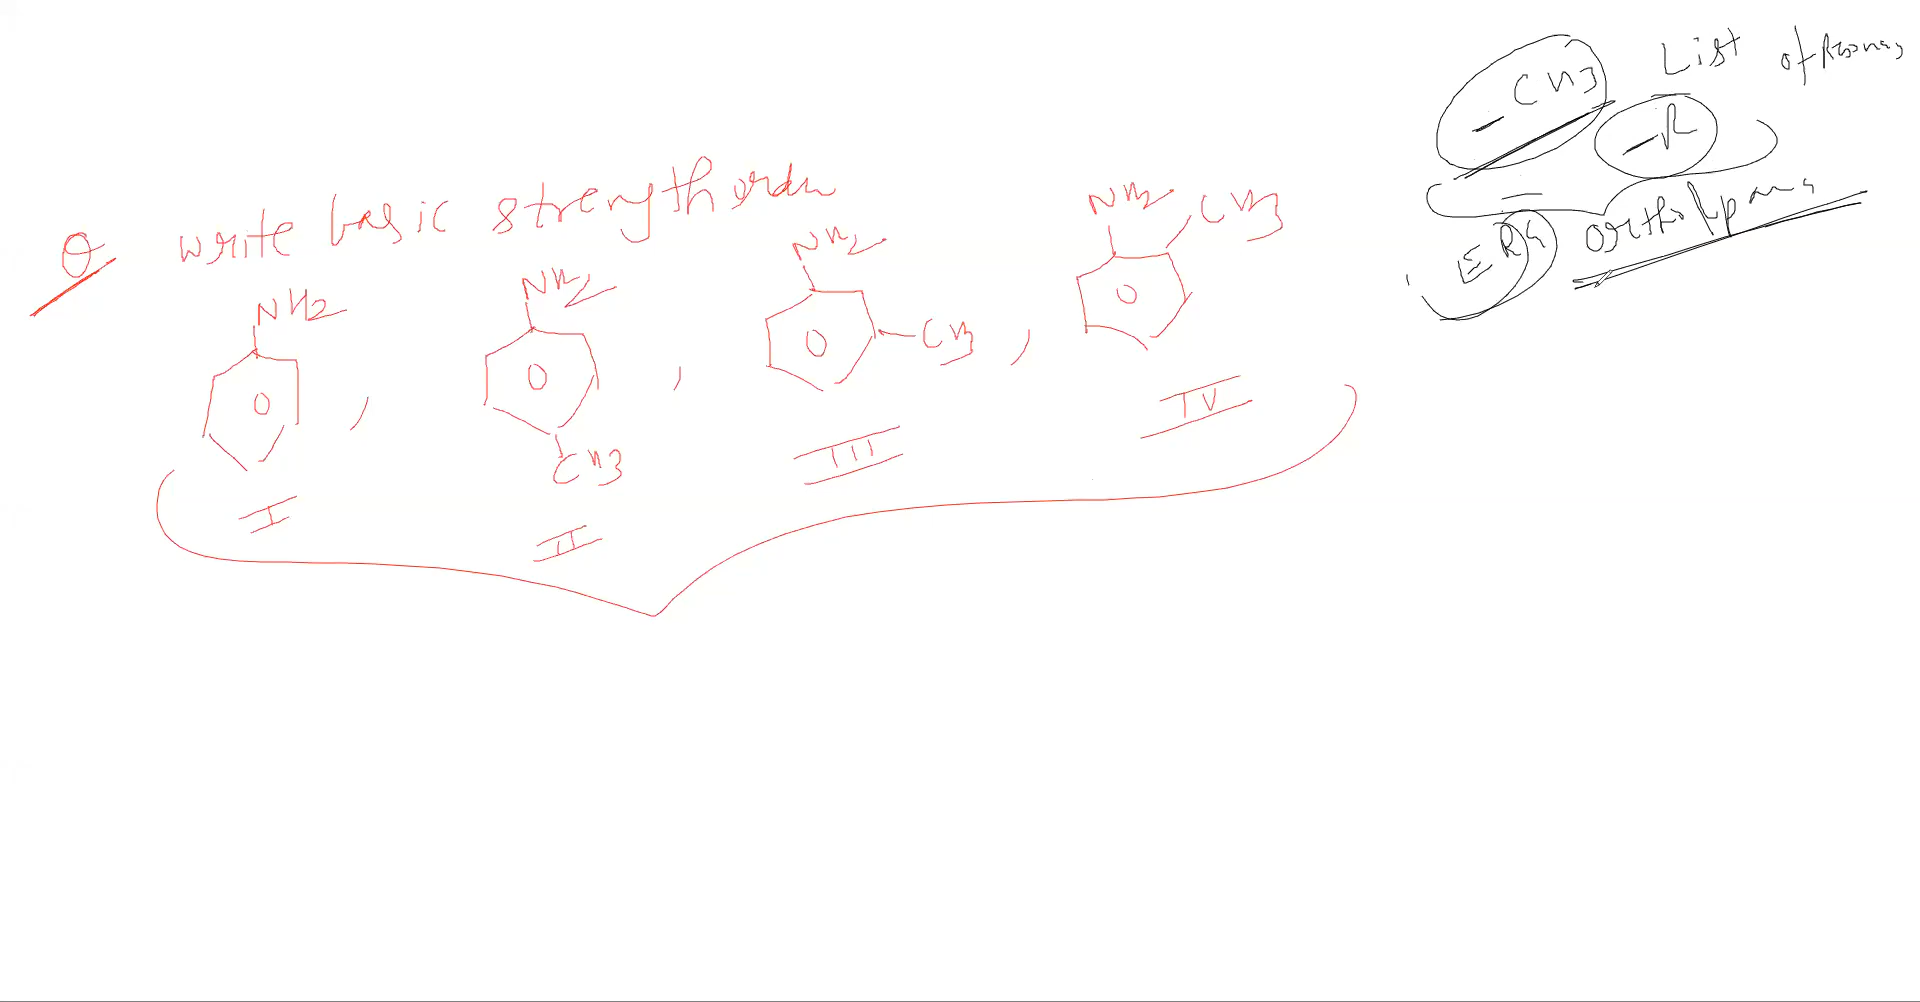 - CH3 List of
- R
ERG ortho/para
Q write basic strength order
NH2 NH2 NH2 NH2 CH3
O , O , O CH3 , O
CH3
I II III IV